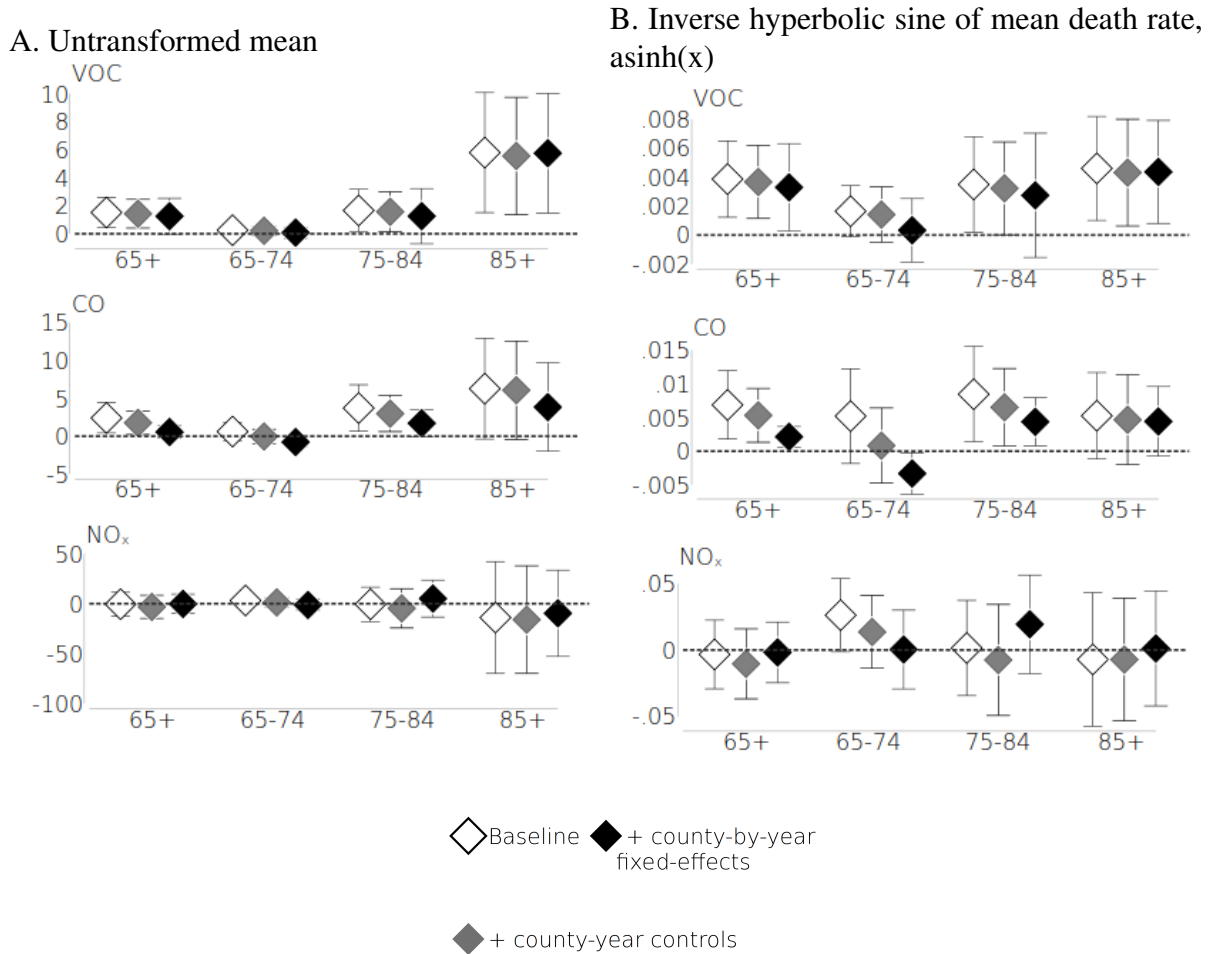 A. Untransformed mean
VOC
10
8
6
4
2
0
65+ 65-74 75-84 85+
CO
15
10
5
0
-5
65+ 65-74 75-84 85+
NOₓ
50
0
-50
-100
65+ 65-74 75-84 85+
B. Inverse hyperbolic sine of mean death rate,
asinh(x)
VOC
.008
.006
.004
.002
0
-.002
65+ 65-74 75-84 85+
CO
.015
.01
.005
0
-.005
65+ 65-74 75-84 85+
NOₓ
.05
0
-.05
65+ 65-74 75-84 85+
Baseline + county-by-year
fixed-effects
+ county-year controls